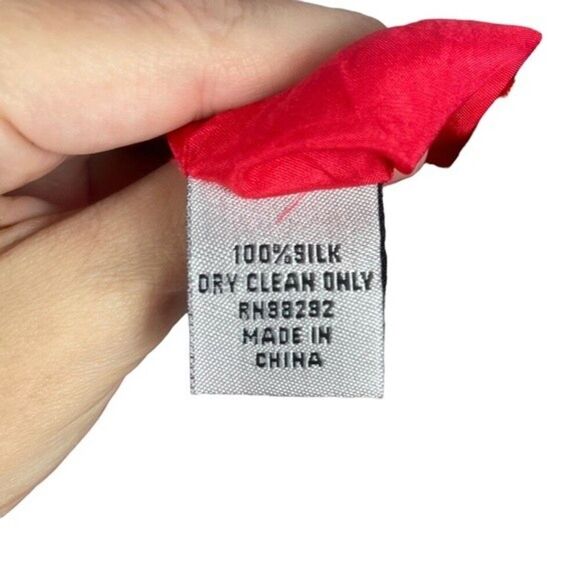 100%SILK
DRY CLEAN ONLY
RN98292
MADE IN
CHINA